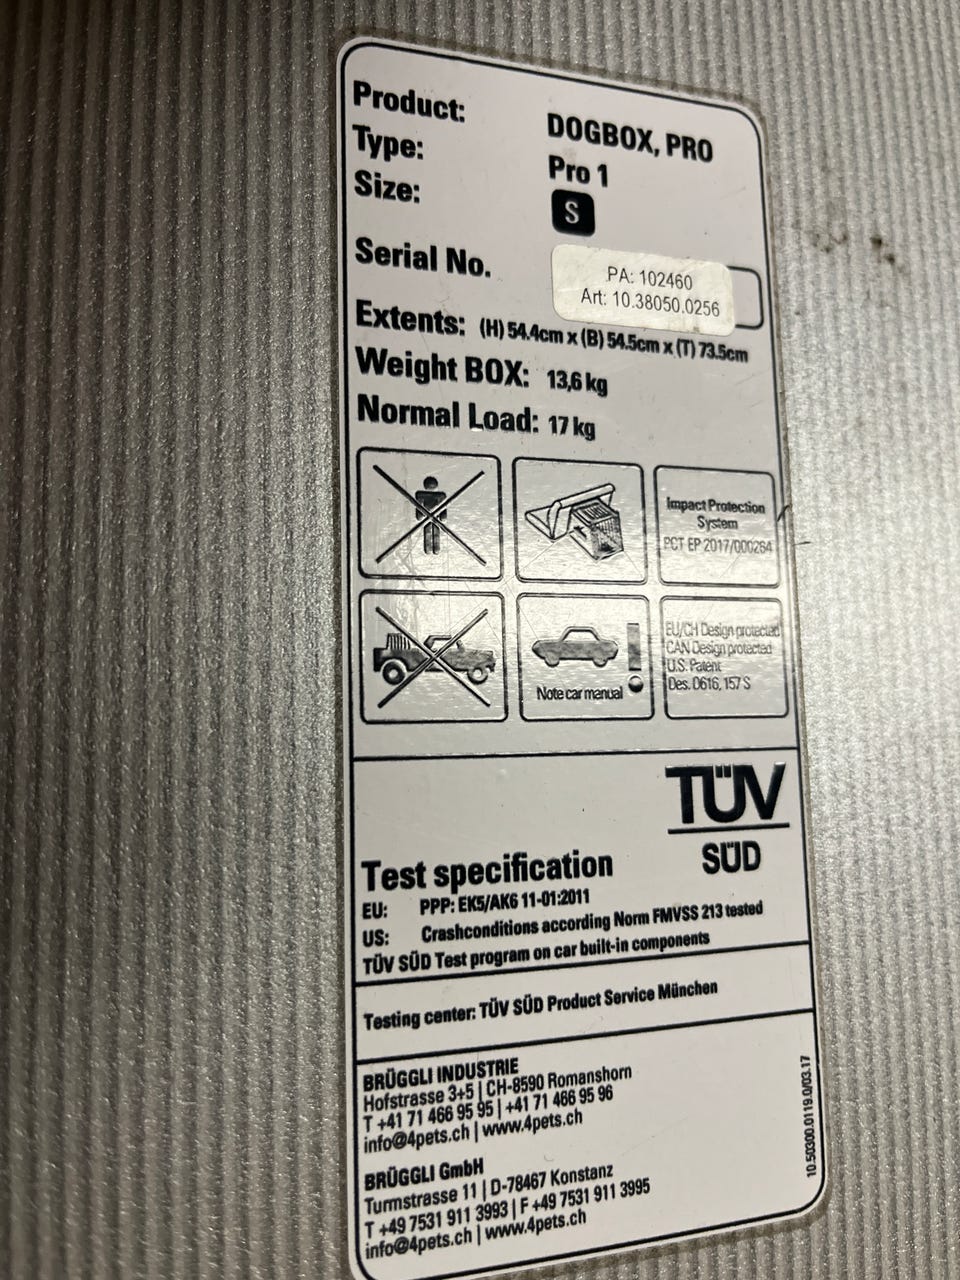 Product: DOGBOX, PRO
Type: Pro 1
Size: S
Serial No. PA: 102460
Art: 10.38050.0256
Extents: (H) 54.4cm x (B) 54.5cm x (T) 73.5cm
Weight BOX: 13,6 kg
Normal Load: 17 kg
Impact Protection
System
PCT EP 2017/000264
Note car manual !
EU/CH Design protected
CAN Design protected
U.S. Patent
Des. D616, 157 S
TÜV
SÜD
Test specification
EU: PPP: EK5/AK6 11-01:2011
US: Crashconditions according Norm FMVSS 213 tested
TÜV SÜD Test program on car built-in components
Testing center: TÜV SÜD Product Service München
BRÜGGLI INDUSTRIE
Hofstrasse 3+5 | CH-8590 Romanshorn
T +41 71 466 95 95 | +41 71 466 95 96
info@4pets.ch | www.4pets.ch
BRÜGGLI GmbH
Turmstrasse 11 | D-78467 Konstanz
T +49 7531 911 3993 | F +49 7531 911 3995
info@4pets.ch | www.4pets.ch
10.50300.0119.0/03.17